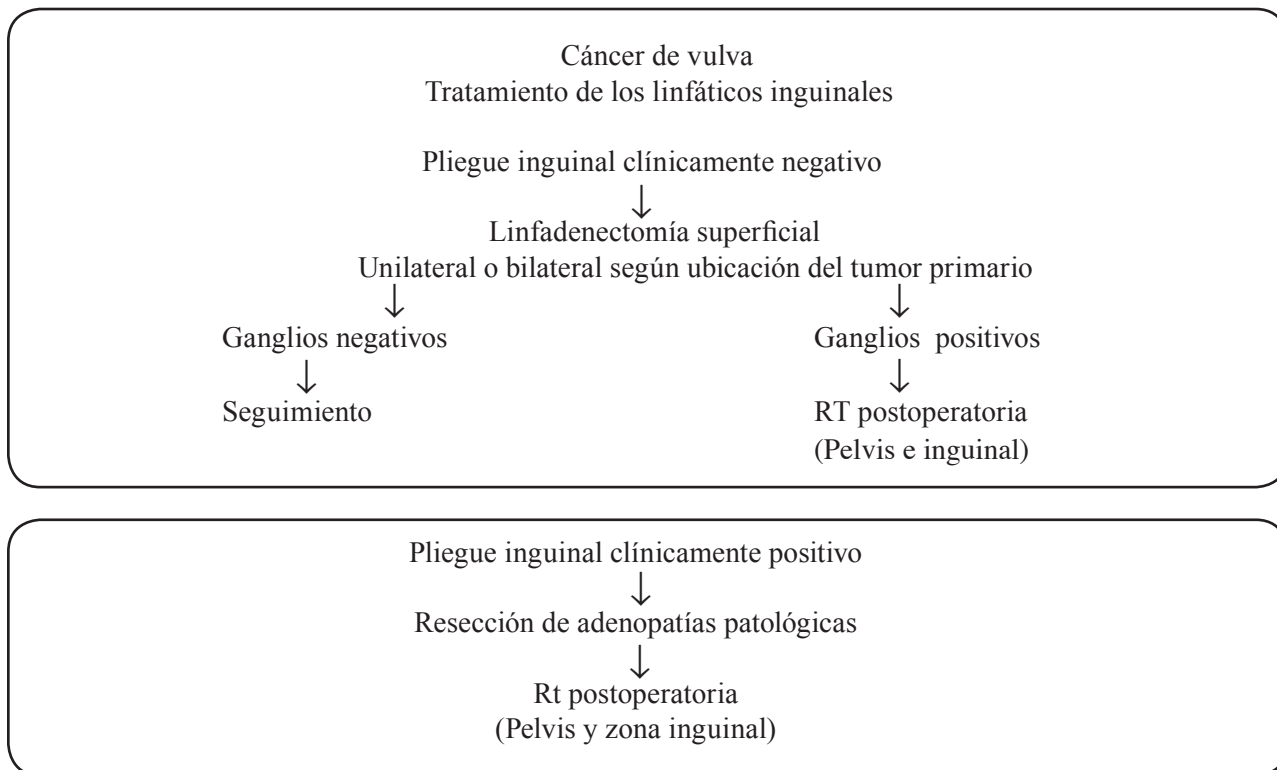 Cáncer de vulva
Tratamiento de los linfáticos inguinales
Pliegue inguinal clínicamente negativo
Linfadenectomía superficial
Unilateral o bilateral según ubicación del tumor primario
Ganglios negativos
Ganglios positivos
Seguimiento
RT postoperatoria
(Pelvis e inguinal)
Pliegue inguinal clínicamente positivo
Resección de adenopatías patológicas
Rt postoperatoria
(Pelvis y zona inguinal)